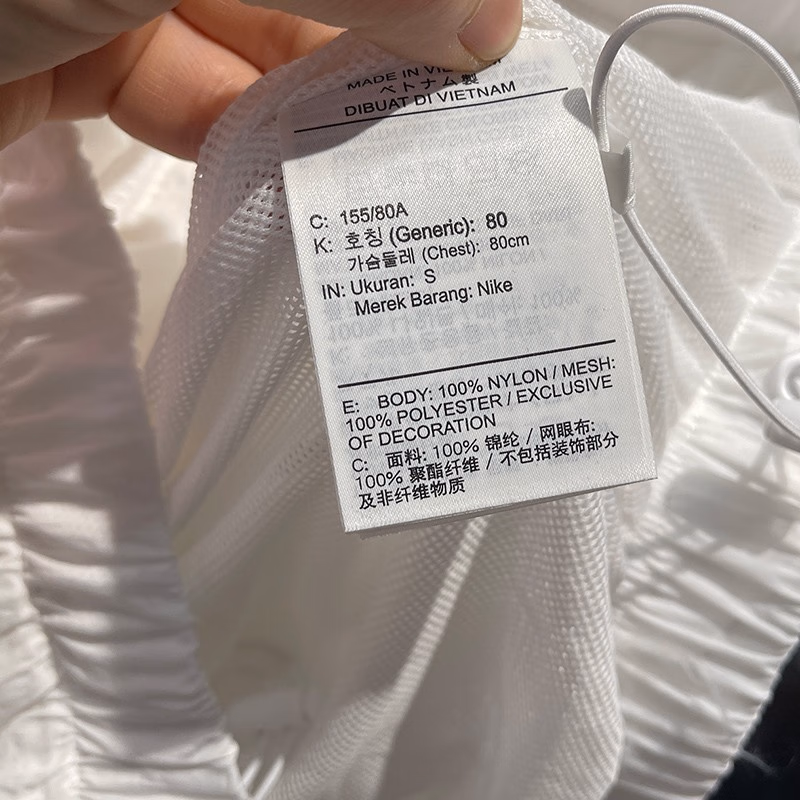 MADE IN VIETNAM
ベトナム製
DIBUAT DI VIETNAM
C: 155/80A
K: 호칭 (Generic): 80
가슴둘레 (Chest): 80cm
IN: Ukuran: S
Merek Barang: Nike
E: BODY: 100% NYLON / MESH:
100% POLYESTER / EXCLUSIVE
OF DECORATION
C: 面料: 100% 锦纶 / 网眼布:
100% 聚酯纤维 / 不包括装饰部分
及非纤维物质